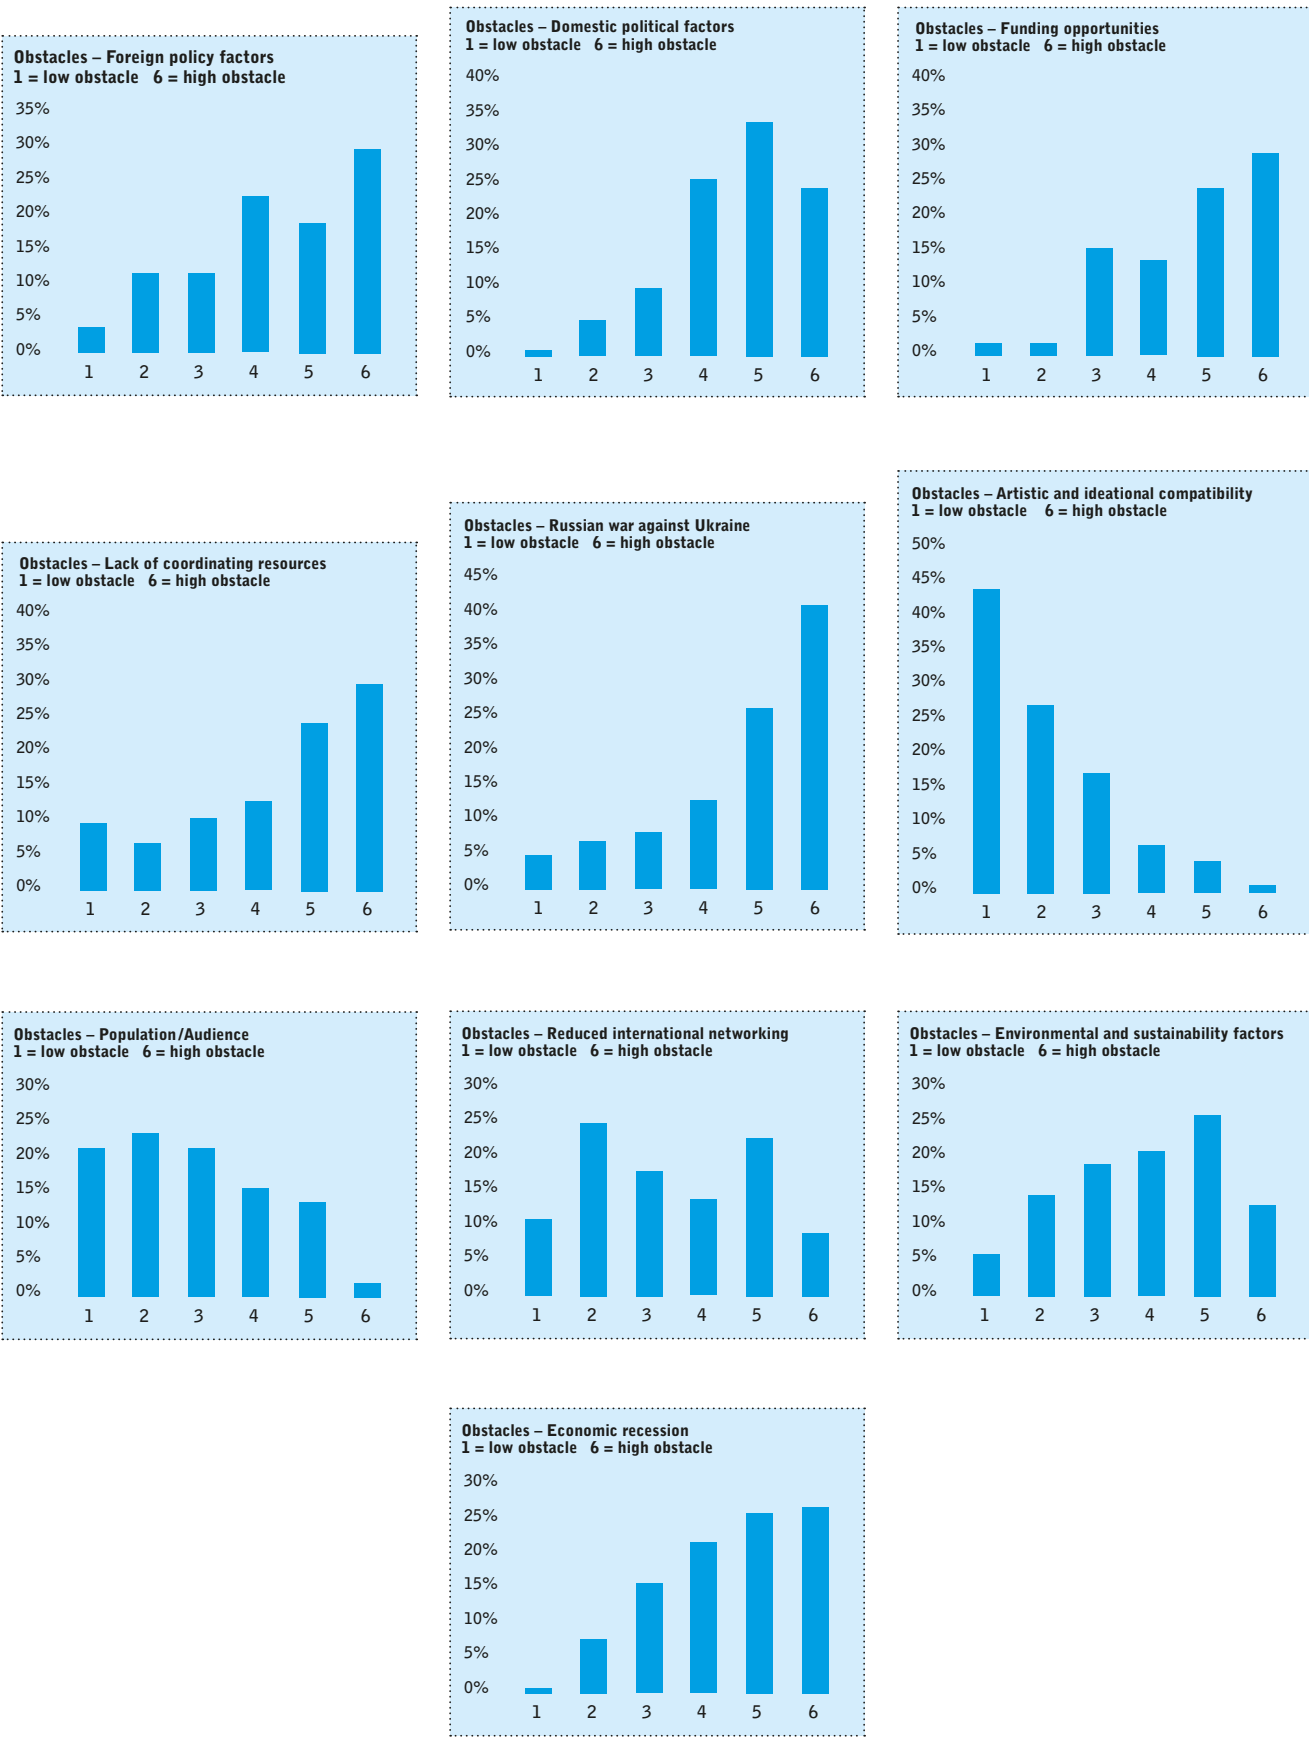 Obstacles – Foreign policy factors
1 = low obstacle 6 = high obstacle
35%
30%
25%
20%
15%
10%
5%
0%
1 2 3 4 5 6
Obstacles – Domestic political factors
1 = low obstacle 6 = high obstacle
40%
35%
30%
25%
20%
15%
10%
5%
0%
1 2 3 4 5 6
Obstacles – Funding opportunities
1 = low obstacle 6 = high obstacle
40%
35%
30%
25%
20%
15%
10%
5%
0%
1 2 3 4 5 6
Obstacles – Lack of coordinating resources
1 = low obstacle 6 = high obstacle
40%
35%
30%
25%
20%
15%
10%
5%
0%
1 2 3 4 5 6
Obstacles – Russian war against Ukraine
1 = low obstacle 6 = high obstacle
45%
40%
35%
30%
25%
20%
15%
10%
5%
0%
1 2 3 4 5 6
Obstacles – Artistic and ideational compatibility
1 = low obstacle 6 = high obstacle
50%
45%
40%
35%
30%
25%
20%
15%
10%
5%
0%
1 2 3 4 5 6
Obstacles – Population/Audience
1 = low obstacle 6 = high obstacle
30%
25%
20%
15%
10%
5%
0%
1 2 3 4 5 6
Obstacles – Reduced international networking
1 = low obstacle 6 = high obstacle
30%
25%
20%
15%
10%
5%
0%
1 2 3 4 5 6
Obstacles – Environmental and sustainability factors
1 = low obstacle 6 = high obstacle
30%
25%
20%
15%
10%
5%
0%
1 2 3 4 5 6
Obstacles – Economic recession
1 = low obstacle 6 = high obstacle
30%
25%
20%
15%
10%
5%
0%
1 2 3 4 5 6